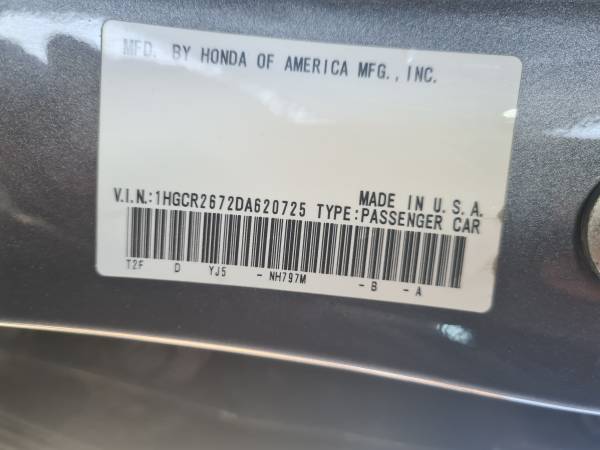 MFD. BY HONDA OF AMERICA MFG., INC.
MADE IN U.S.A.
V.I.N.:1HGCR2672DA620725 TYPE:PASSENGER CAR
T2F D YJ5 - NH797M - B - A